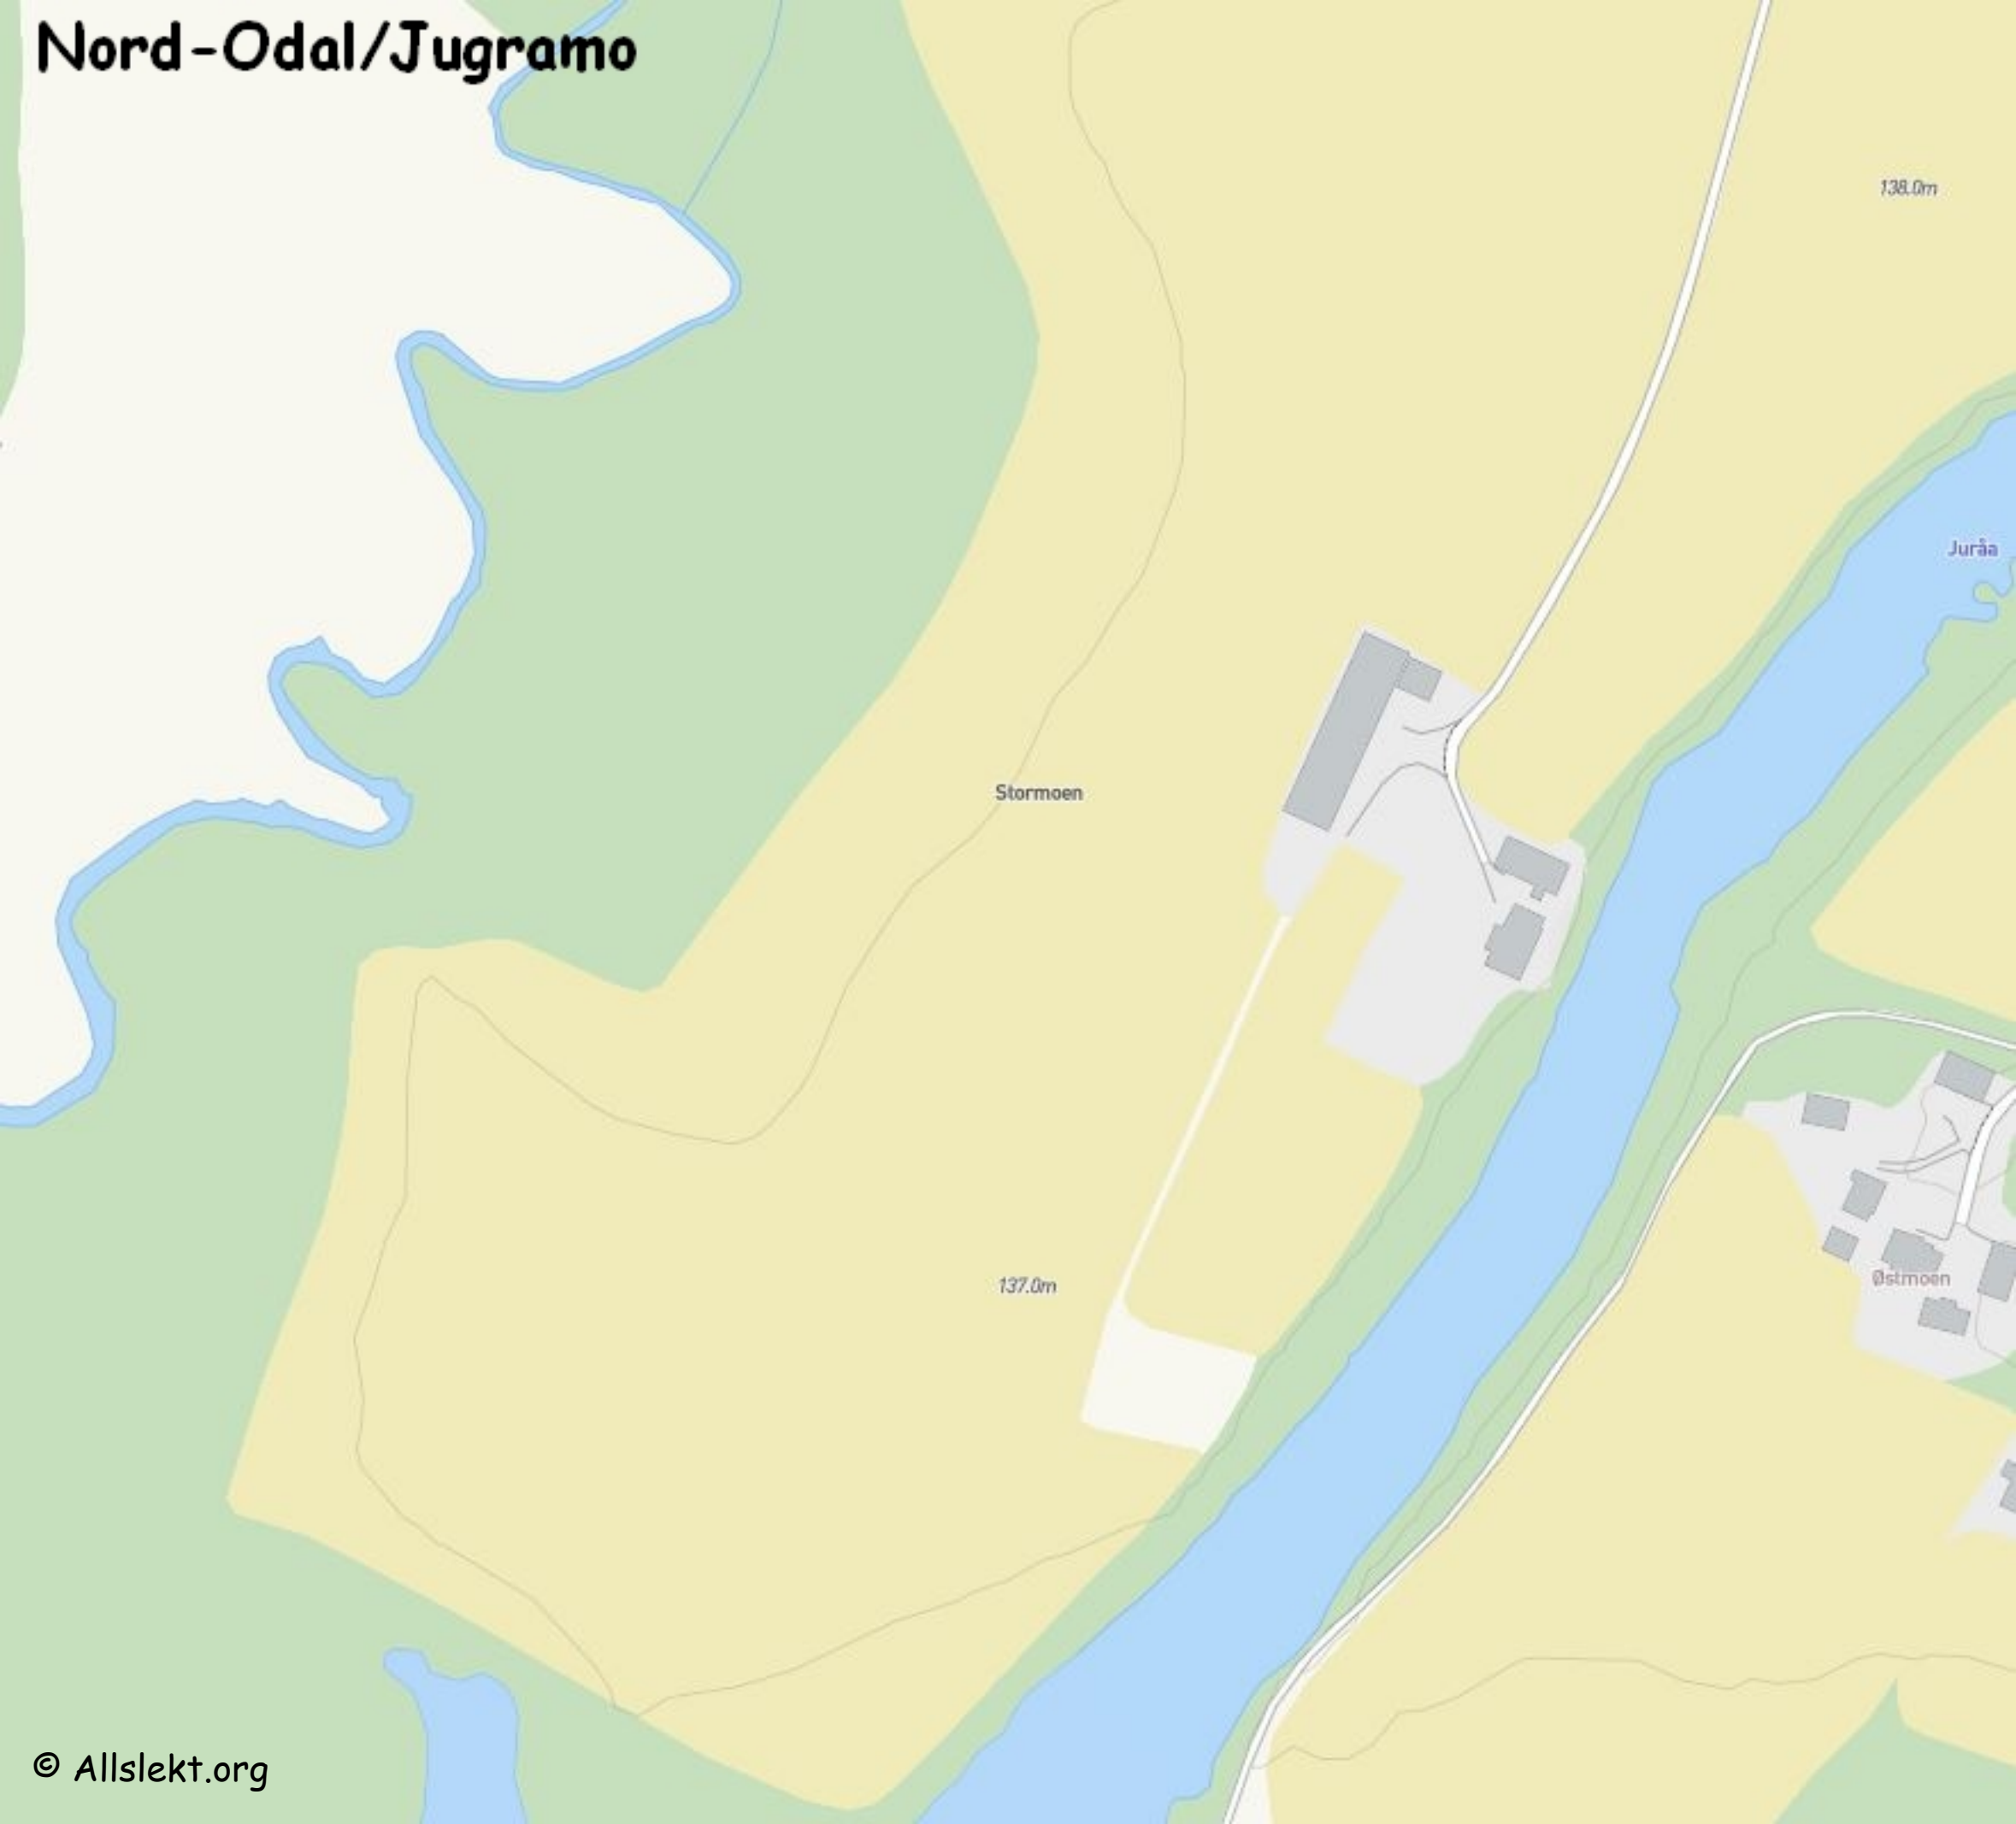 Nord-Odal/Jugramo
138.0m
Juråa
Stormoen
137.0m
Østmoen
© Allslekt.org